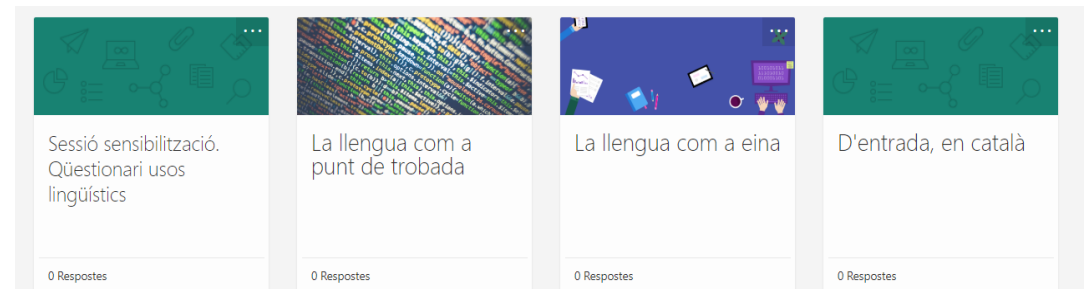 Sessió sensibilització.
Qüestionari usos
lingüístics
0 Respostes
La llengua com a
punt de trobada
0 Respostes
La llengua com a eina
0 Respostes
D'entrada, en català
0 Respostes